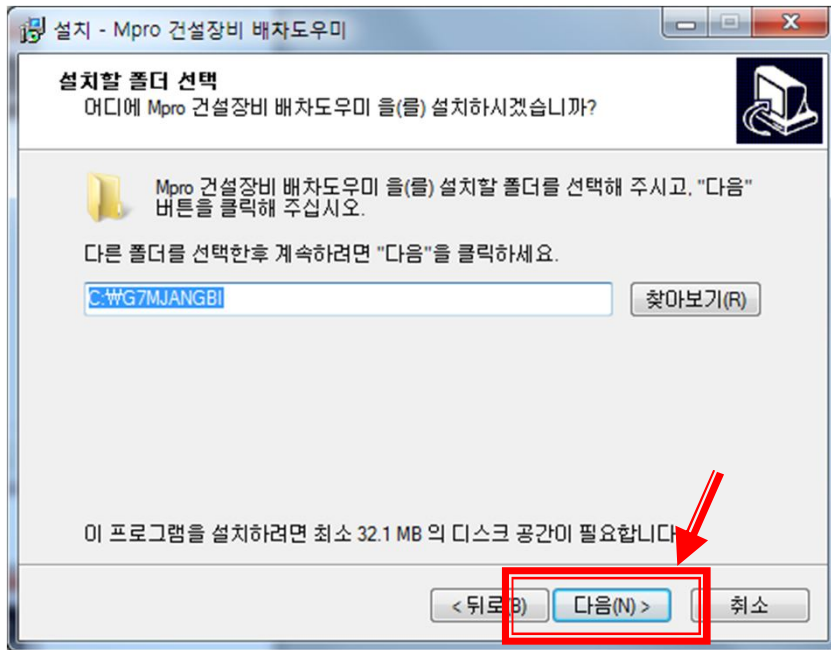 설치 - Mpro 건설장비 배차도우미
설치할 폴더 선택
어디에 Mpro 건설장비 배차도우미 을(를) 설치하시겠습니까?
Mpro 건설장비 배차도우미 을(를) 설치할 폴더를 선택해 주시고, "다음"
버튼을 클릭해 주십시오.
다른 폴더를 선택한후 계속하려면 "다음"을 클릭하세요.
C:₩G7MJANGBI
찾아보기(R)
이 프로그램을 설치하려면 최소 32.1 MB 의 디스크 공간이 필요합니다
< 뒤로(B)
다음(N) >
취소